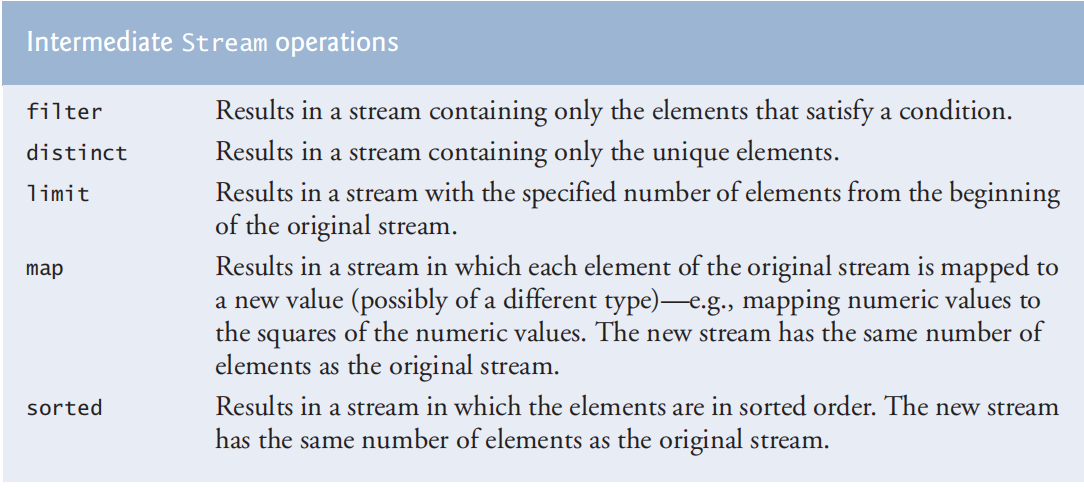 Intermediate Stream operations
filter Results in a stream containing only the elements that satisfy a condition.
distinct Results in a stream containing only the unique elements.
limit Results in a stream with the specified number of elements from the beginning
of the original stream.
map Results in a stream in which each element of the original stream is mapped to
a new value (possibly of a different type)—e.g., mapping numeric values to
the squares of the numeric values. The new stream has the same number of
elements as the original stream.
sorted Results in a stream in which the elements are in sorted order. The new stream
has the same number of elements as the original stream.